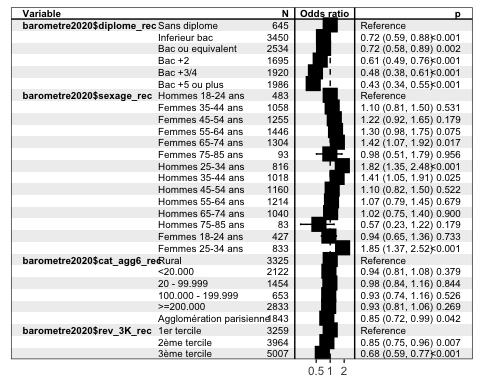 Variable N Odds ratio p
barometre2020$diplome_rec Sans diplome 645 Reference
Inferieur bac 3450 0.72 (0.59, 0.88) <0.001
Bac ou equivalent 2534 0.72 (0.58, 0.89) 0.002
Bac +2 1695 0.61 (0.49, 0.76) <0.001
Bac +3/4 1920 0.48 (0.38, 0.61) <0.001
Bac +5 ou plus 1986 0.43 (0.34, 0.55) <0.001
barometre2020$sexage_rec Hommes 18-24 ans 483 Reference
Femmes 35-44 ans 1058 1.10 (0.81, 1.50) 0.531
Femmes 45-54 ans 1255 1.22 (0.92, 1.65) 0.179
Femmes 55-64 ans 1446 1.30 (0.98, 1.75) 0.075
Femmes 65-74 ans 1304 1.42 (1.07, 1.92) 0.017
Femmes 75-85 ans 93 0.98 (0.51, 1.79) 0.956
Hommes 25-34 ans 816 1.82 (1.35, 2.48) <0.001
Hommes 35-44 ans 1018 1.41 (1.05, 1.91) 0.025
Hommes 45-54 ans 1160 1.10 (0.82, 1.50) 0.522
Hommes 55-64 ans 1214 1.07 (0.79, 1.45) 0.679
Hommes 65-74 ans 1040 1.02 (0.75, 1.40) 0.900
Hommes 75-85 ans 83 0.57 (0.23, 1.22) 0.179
Femmes 18-24 ans 427 0.94 (0.65, 1.36) 0.733
Femmes 25-34 ans 833 1.85 (1.37, 2.52) <0.001
barometre2020$cat_agg6_rec Rural 3325 Reference
<20.000 2122 0.94 (0.81, 1.08) 0.379
20 - 99.999 1454 0.98 (0.84, 1.16) 0.844
100.000 - 199.999 653 0.93 (0.74, 1.16) 0.526
>=200.000 2833 0.93 (0.81, 1.06) 0.269
Agglomération parisienne 1843 0.85 (0.72, 0.99) 0.042
barometre2020$rev_3K_rec 1er tercile 3259 Reference
2ème tercile 3964 0.85 (0.75, 0.96) 0.007
3ème tercile 5007 0.68 (0.59, 0.77) <0.001
0.5 1 2